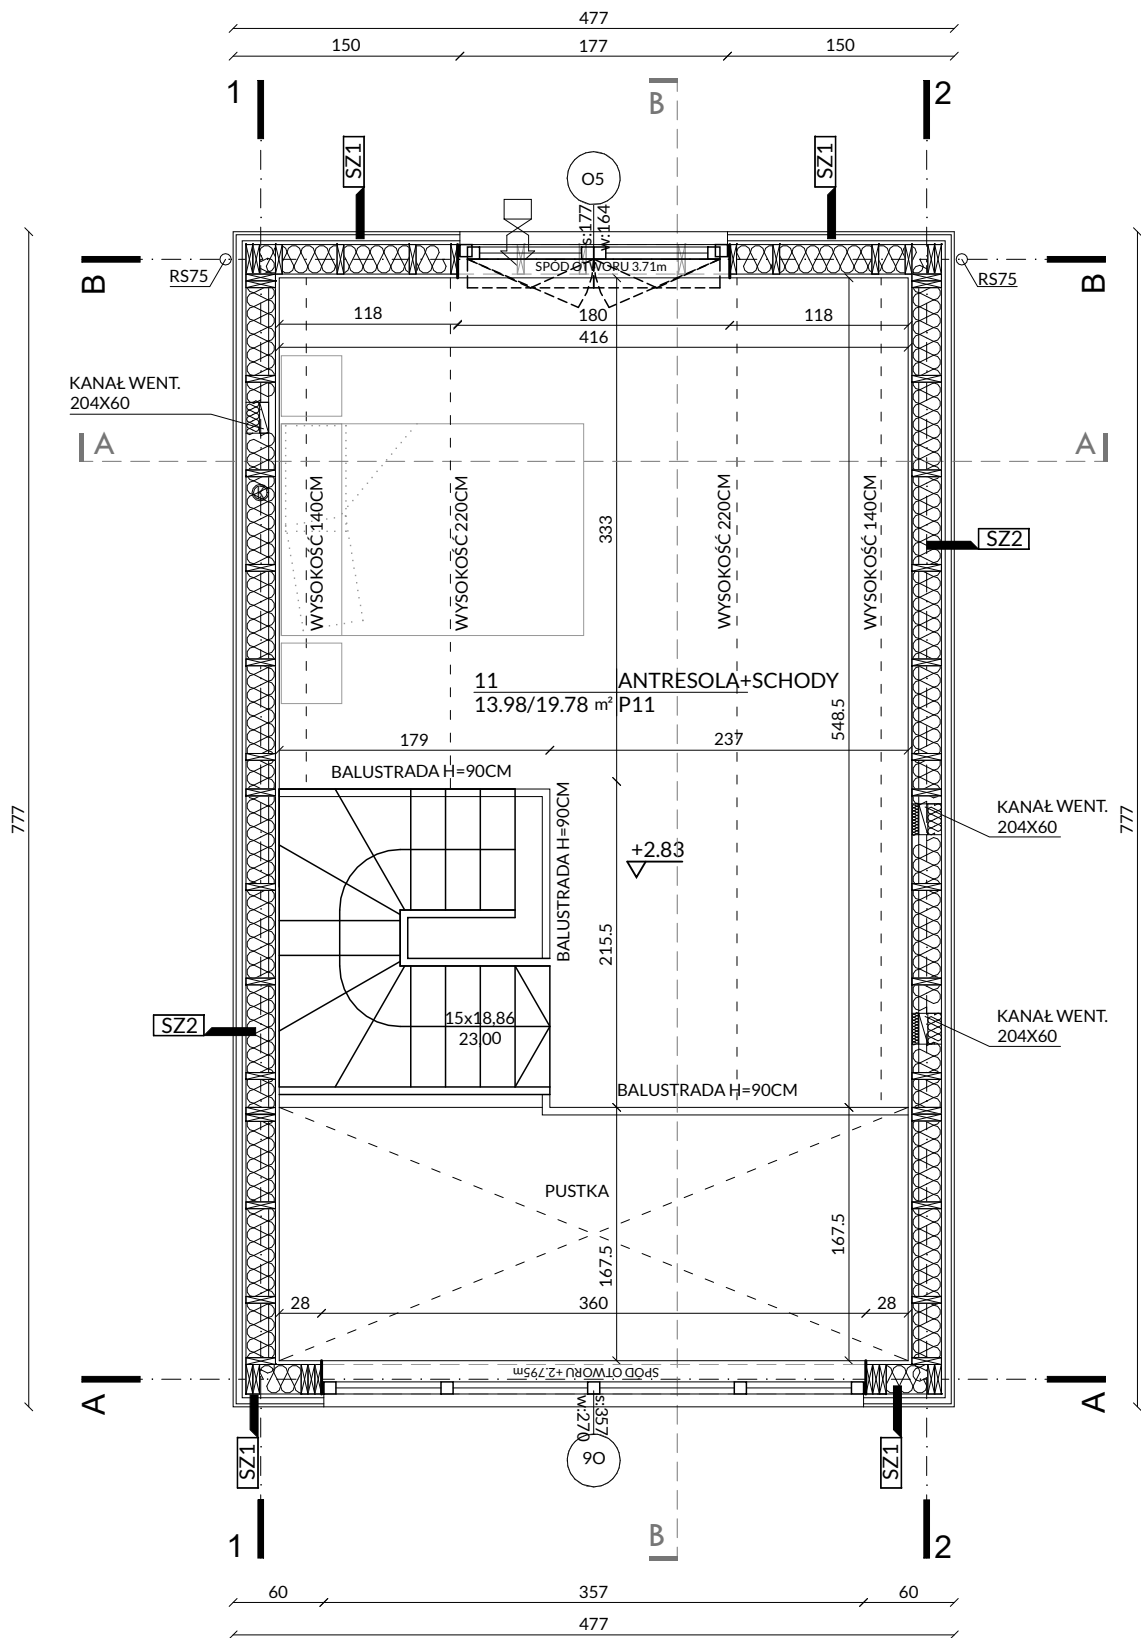 477
150
177
150
1
B
2
SZ1
SZ1
O5
s:177
w:164
B
B
RS75
RS75
SPÓD OTWORU 3.71m
118
180
118
416
KANAŁ WENT.
204X60
A
A
WYSOKOŚĆ 140CM
WYSOKOŚĆ 220CM
333
WYSOKOŚĆ 220CM
WYSOKOŚĆ 140CM
SZ2
11
ANTRESOLA+SCHODY
13.98/19.78 m² P11
548.5
179
237
BALUSTRADA H=90CM
BALUSTRADA H=90CM
777
777
KANAŁ WENT.
204X60
+2.83
215.5
SZ2
15x18,86
23,00
KANAŁ WENT.
204X60
BALUSTRADA H=90CM
PUSTKA
167.5
167.5
28
360
28
SPÓD OTWORU +2,795m
A
A
w:270
s:357
O6
SZ1
SZ1
1
B
2
60
357
60
477